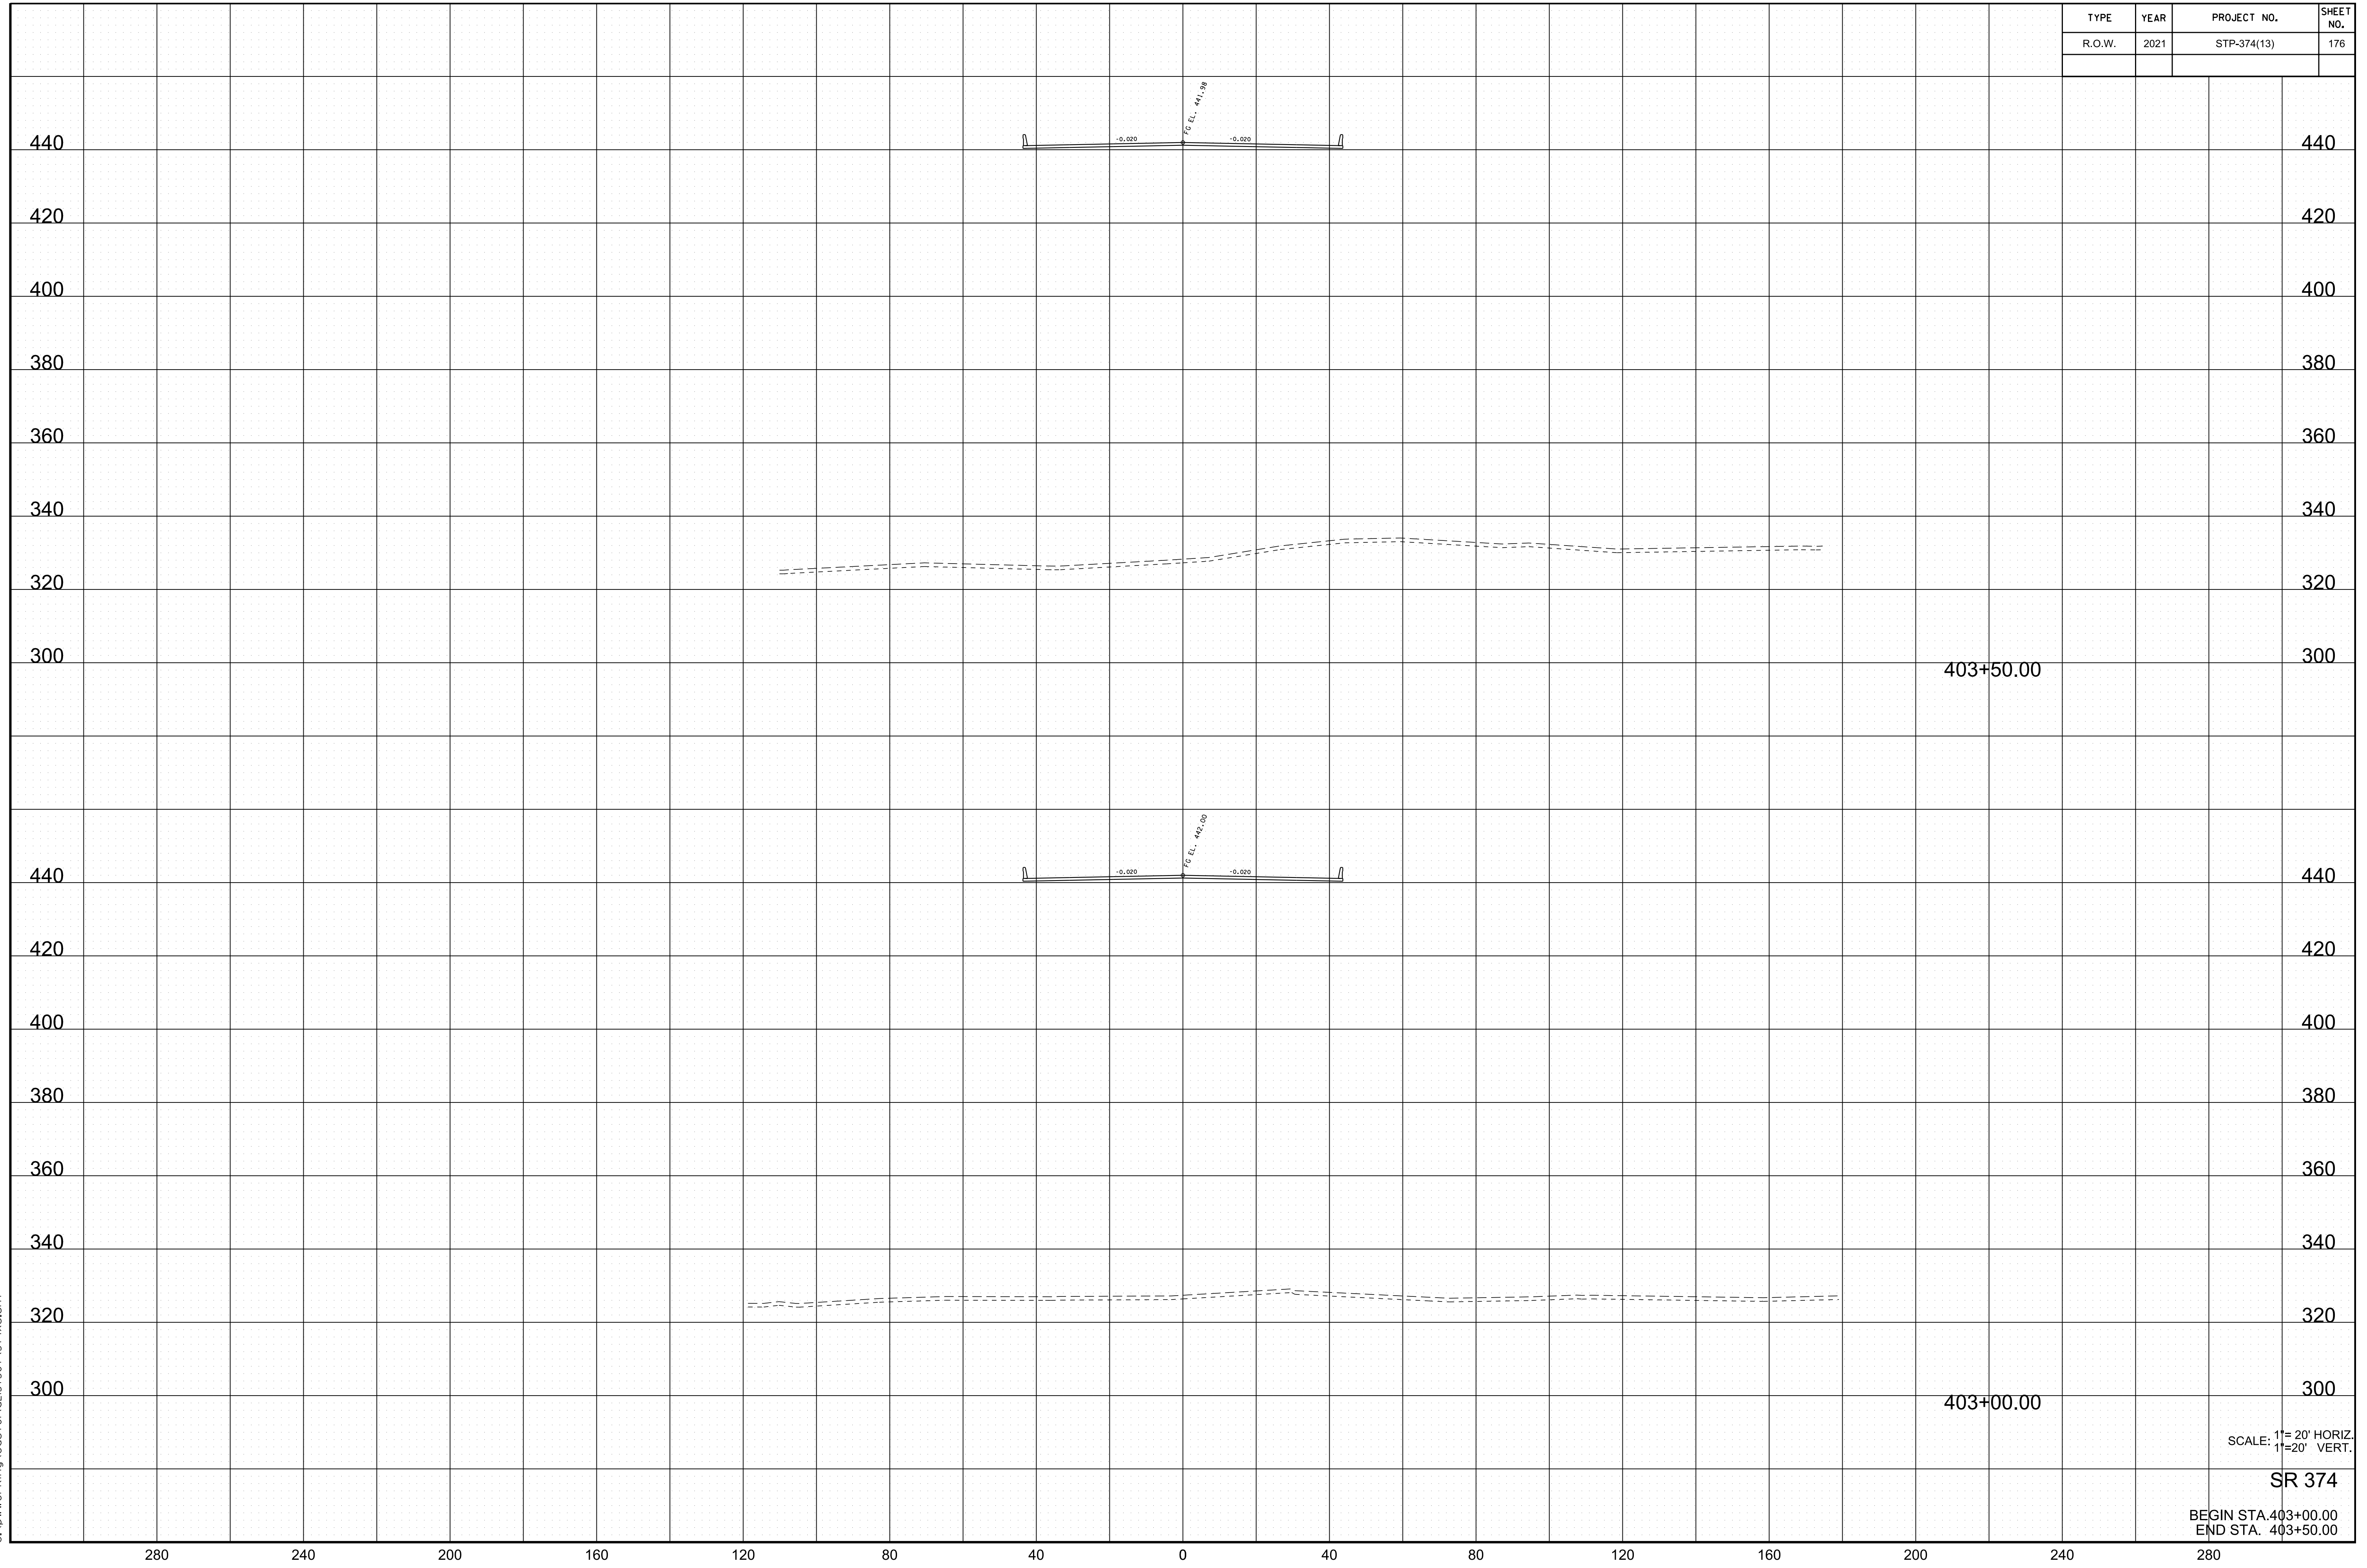 TYPE YEAR PROJECT NO. SHEET NO.
R.O.W. 2021 STP-374(13) 176
FG EL. 441.98
-0.020 -0.020
440 440
420 420
400 400
380 380
360 360
340 340
320 320
300 300
403+50.00
FG EL. 442.00
-0.020 -0.020
440 440
420 420
400 400
380 380
360 360
340 340
320 320
300 300
403+00.00
SCALE: 1"= 20' HORIZ.
1"=20' VERT.
SR 374
BEGIN STA.403+00.00
END STA. 403+50.00
280 240 200 160 120 80 40 0 40 80 120 160 200 240 280